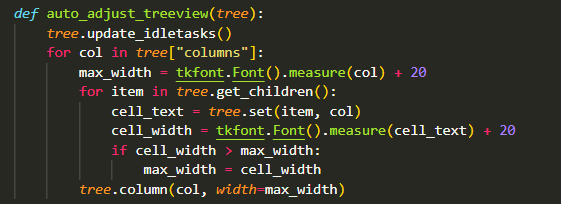 def auto_adjust_treeview(tree):
    tree.update_idletasks()
    for col in tree["columns"]:
        max_width = tkfont.Font().measure(col) + 20
        for item in tree.get_children():
            cell_text = tree.set(item, col)
            cell_width = tkfont.Font().measure(cell_text) + 20
            if cell_width > max_width:
                max_width = cell_width
        tree.column(col, width=max_width)